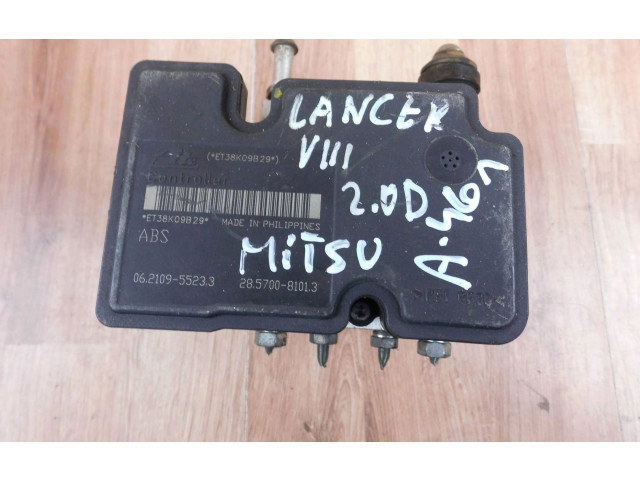 LANCER
VIII
2.0D
MiTSU
A-461
(*ET38K09B29*)
*ET38K09B29* MADE IN PHILIPPINES
ABS
06.2109-5523.3 28.5700-8101.3